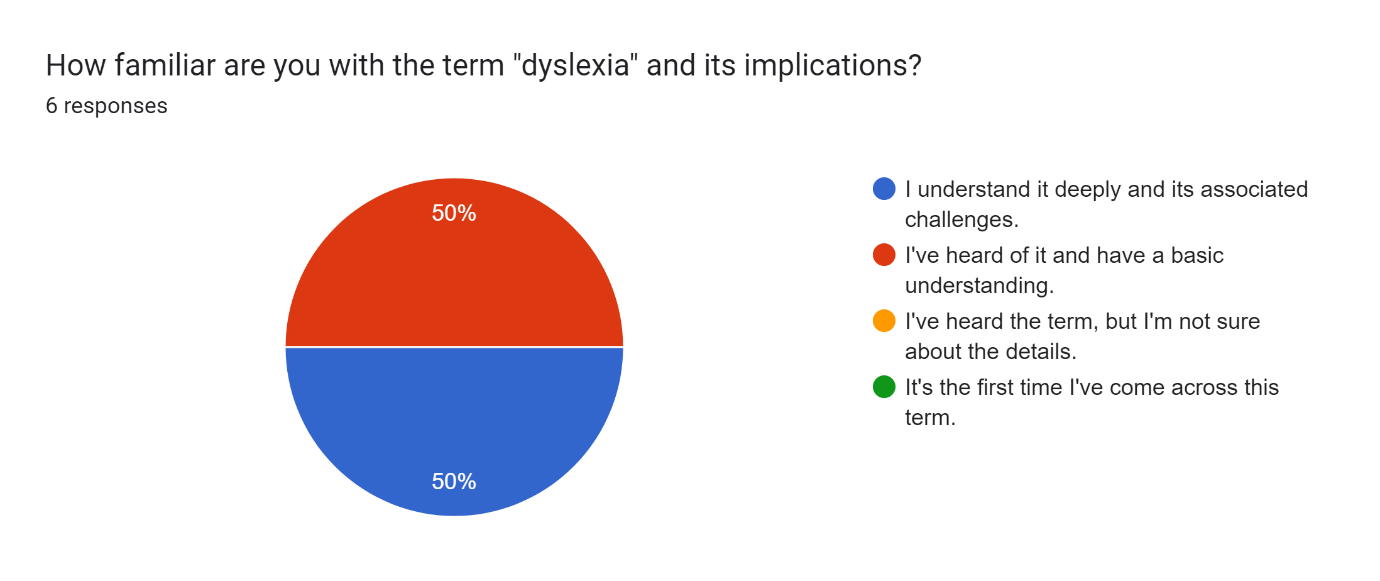 How familiar are you with the term "dyslexia" and its implications?
6 responses
50%
50%
I understand it deeply and its associated
challenges.
I've heard of it and have a basic
understanding.
I've heard the term, but I'm not sure
about the details.
It's the first time I've come across this
term.